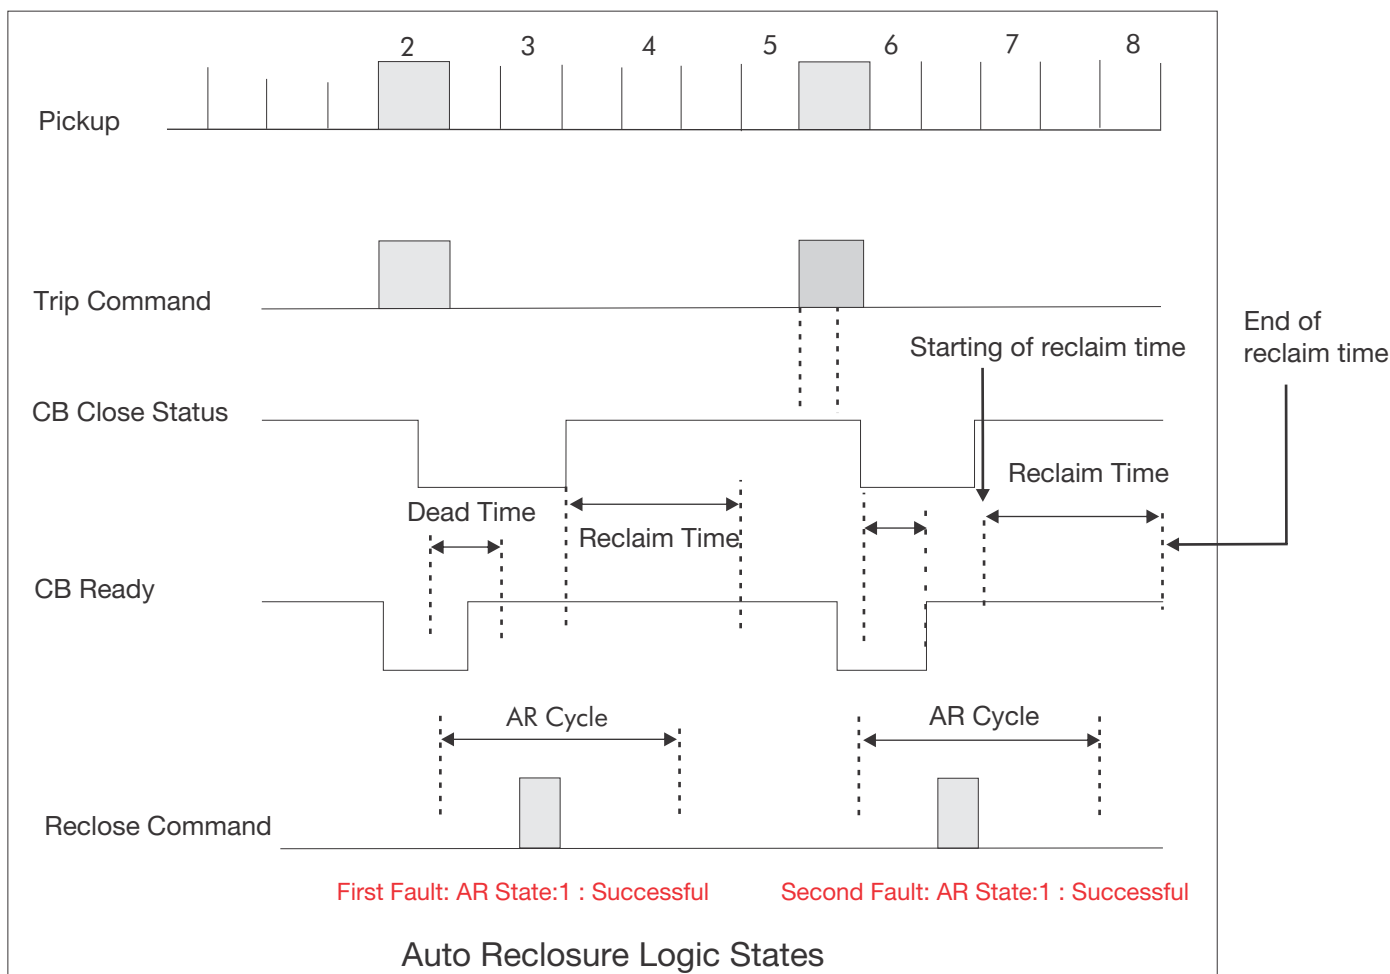 2 3 4 5 6 7 8
Pickup
Trip Command
Starting of reclaim time
End of
reclaim time
CB Close Status
Reclaim Time
Dead Time
Reclaim Time
CB Ready
AR Cycle
AR Cycle
Reclose Command
First Fault: AR State:1 : Successful
Second Fault: AR State:1 : Successful
Auto Reclosure Logic States